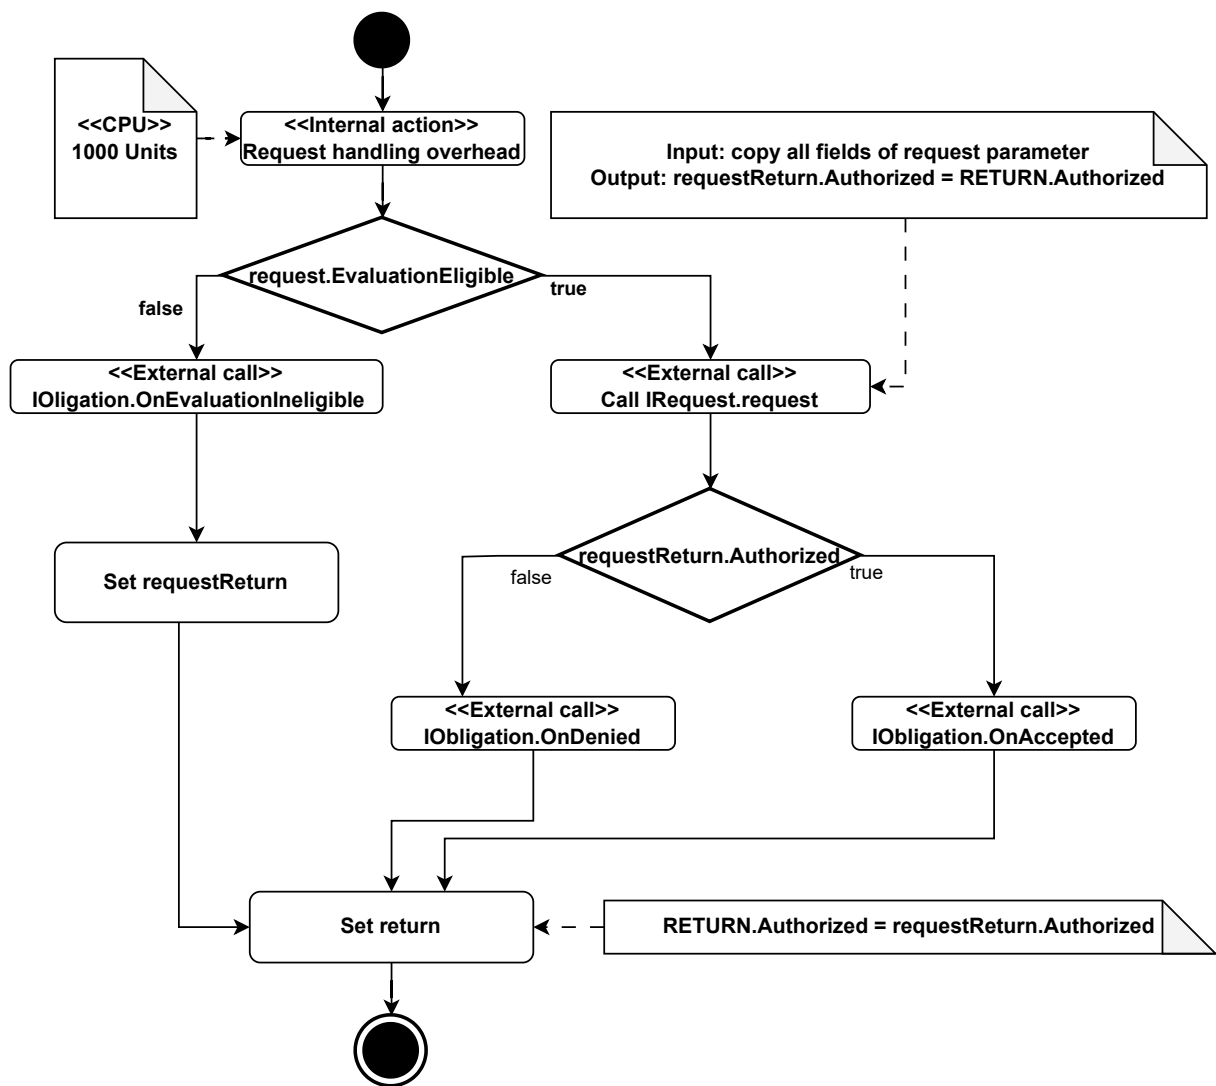 <<CPU>>
1000 Units
<<Internal action>>
Request handling overhead
Input: copy all fields of request parameter
Output: requestReturn.Authorized = RETURN.Authorized
request.EvaluationEligible
false
true
<<External call>>
IOligation.OnEvaluationIneligible
<<External call>>
Call IRequest.request
requestReturn.Authorized
false
true
Set requestReturn
<<External call>>
IObligation.OnDenied
<<External call>>
IObligation.OnAccepted
Set return
RETURN.Authorized = requestReturn.Authorized